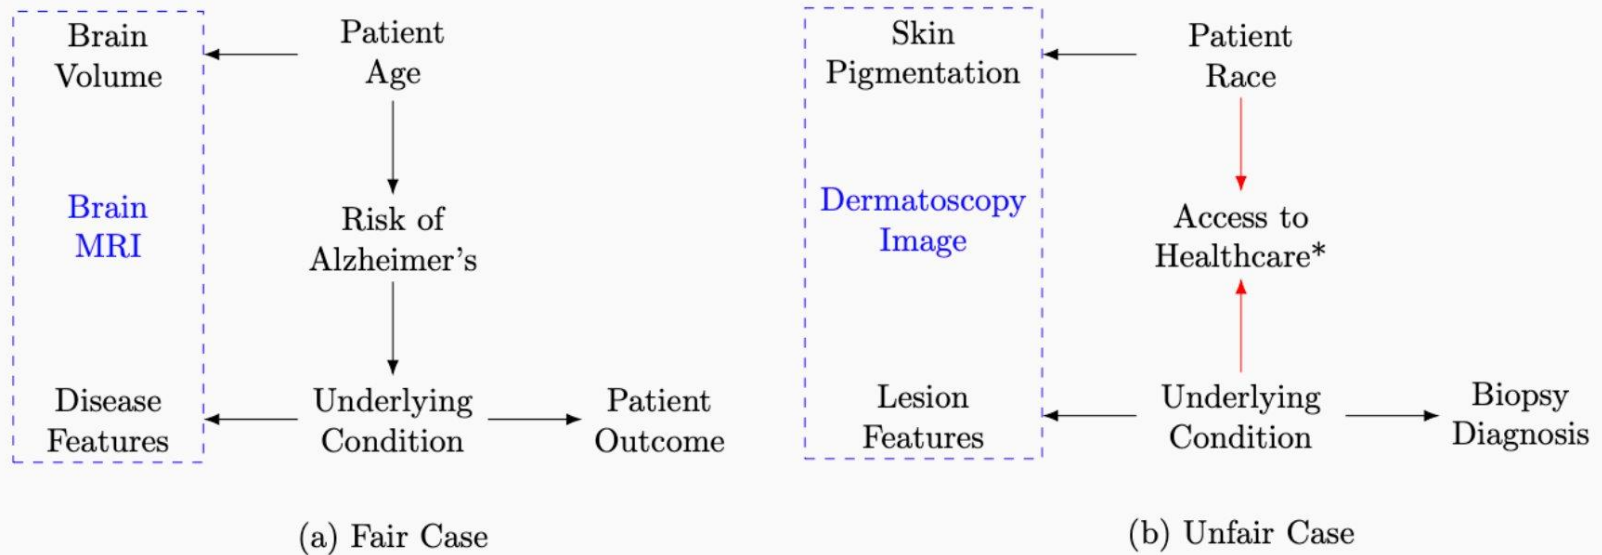 Brain
Volume
Patient
Age
Brain
MRI
Risk of
Alzheimer's
Disease
Features
Underlying
Condition
Patient
Outcome
(a) Fair Case
Skin
Pigmentation
Patient
Race
Dermatoscopy
Image
Access to
Healthcare*
Lesion
Features
Underlying
Condition
Biopsy
Diagnosis
(b) Unfair Case